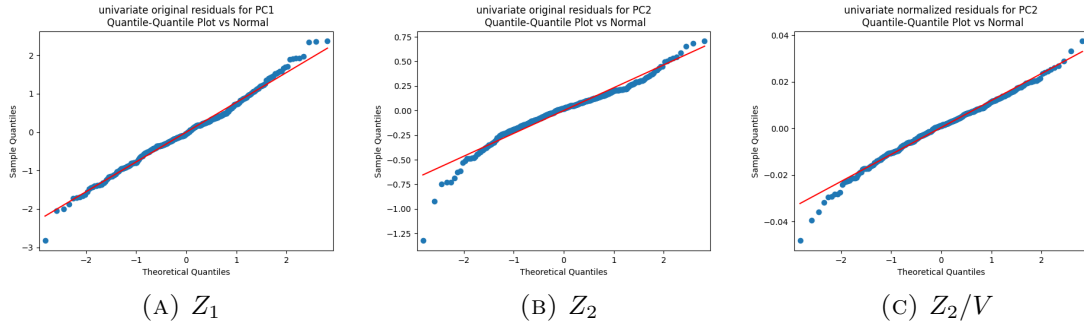 univariate original residuals for PC1
Quantile-Quantile Plot vs Normal
Sample Quantiles
2
1
0
−1
−2
−3
−2
−1
0
1
2
Theoretical Quantiles
(A) Z₁
univariate original residuals for PC2
Quantile-Quantile Plot vs Normal
Sample Quantiles
0.75
0.50
0.25
0.00
−0.25
−0.50
−0.75
−1.00
−1.25
−2
−1
0
1
2
Theoretical Quantiles
(B) Z₂
univariate normalized residuals for PC2
Quantile-Quantile Plot vs Normal
Sample Quantiles
0.04
0.02
0.00
−0.02
−0.04
−2
−1
0
1
2
Theoretical Quantiles
(C) Z₂/V